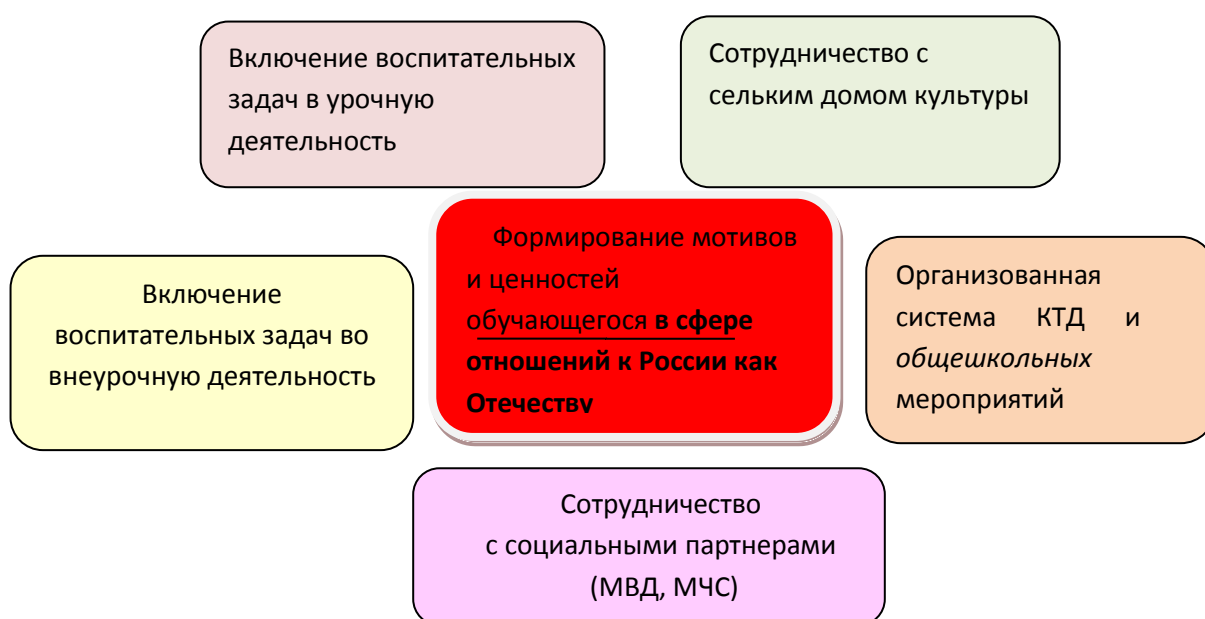 Включение воспитательных
задач в урочную
деятельность
Сотрудничество с
сельким домом культуры
Формирование мотивов
и ценностей
обучающегося в сфере
отношений к России как
Отечеству
Включение
воспитательных задач во
внеурочную деятельность
Организованная
система КТД и
общешкольных
мероприятий
Сотрудничество
с социальными партнерами
(МВД, МЧС)